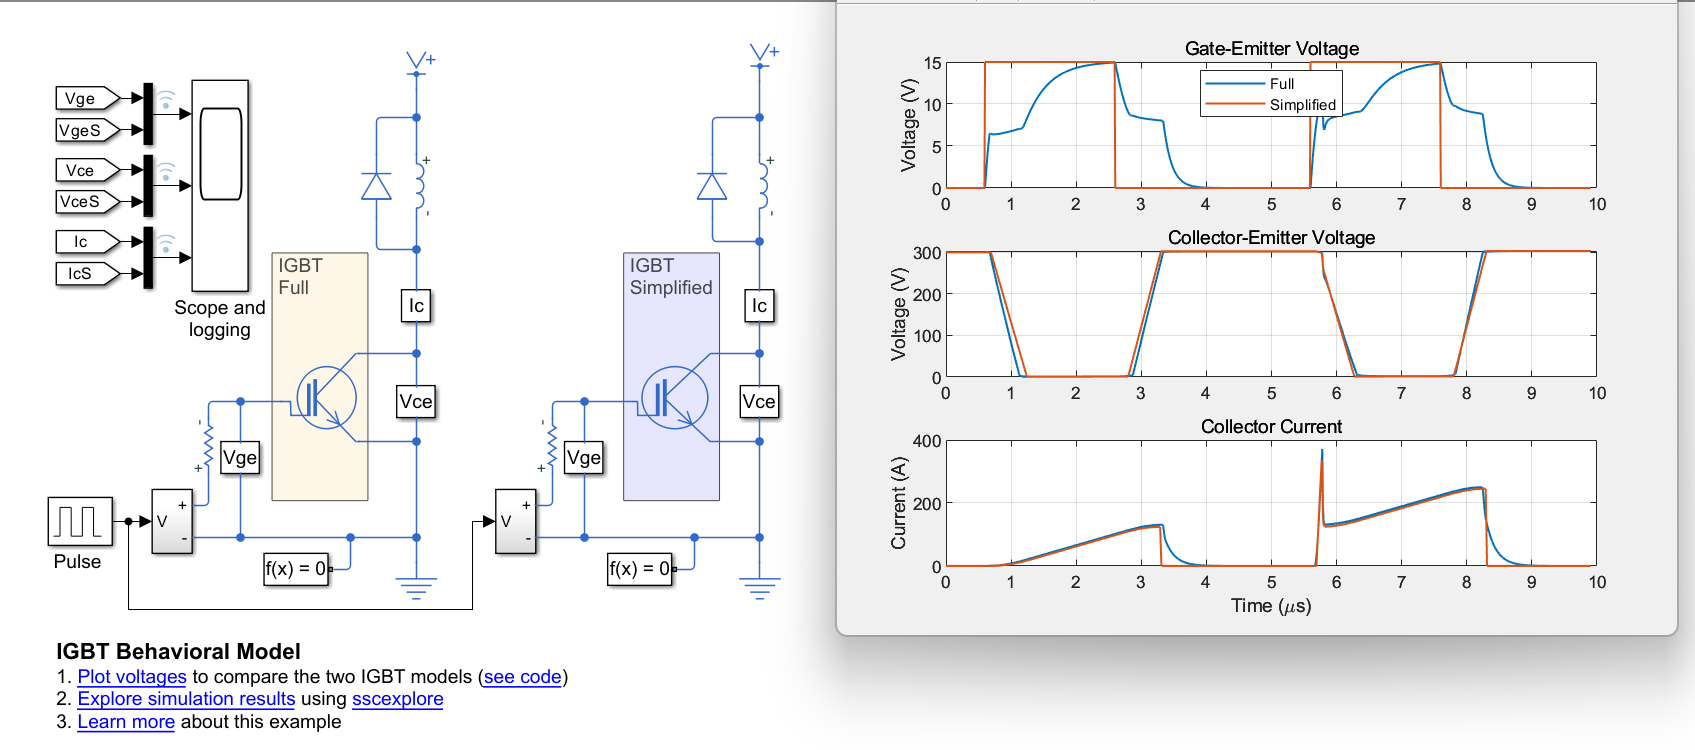 Vge
VgeS
Vce
VceS
Ic
IcS
Scope and
logging
V+
+
-
IGBT
Full
Ic
Vce
-
+
Vge
+
V
-
Pulse
f(x) = 0
V+
+
-
IGBT
Simplified
Ic
Vce
-
+
Vge
+
V
-
f(x) = 0
IGBT Behavioral Model
1. Plot voltages to compare the two IGBT models (see code)
2. Explore simulation results using sscexplore
3. Learn more about this example
Gate-Emitter Voltage
Full
Simplified
Voltage (V)
15
10
5
0
0 1 2 3 4 5 6 7 8 9 10
Collector-Emitter Voltage
Voltage (V)
300
200
100
0
0 1 2 3 4 5 6 7 8 9 10
Collector Current
Current (A)
400
200
0
0 1 2 3 4 5 6 7 8 9 10
Time (μs)